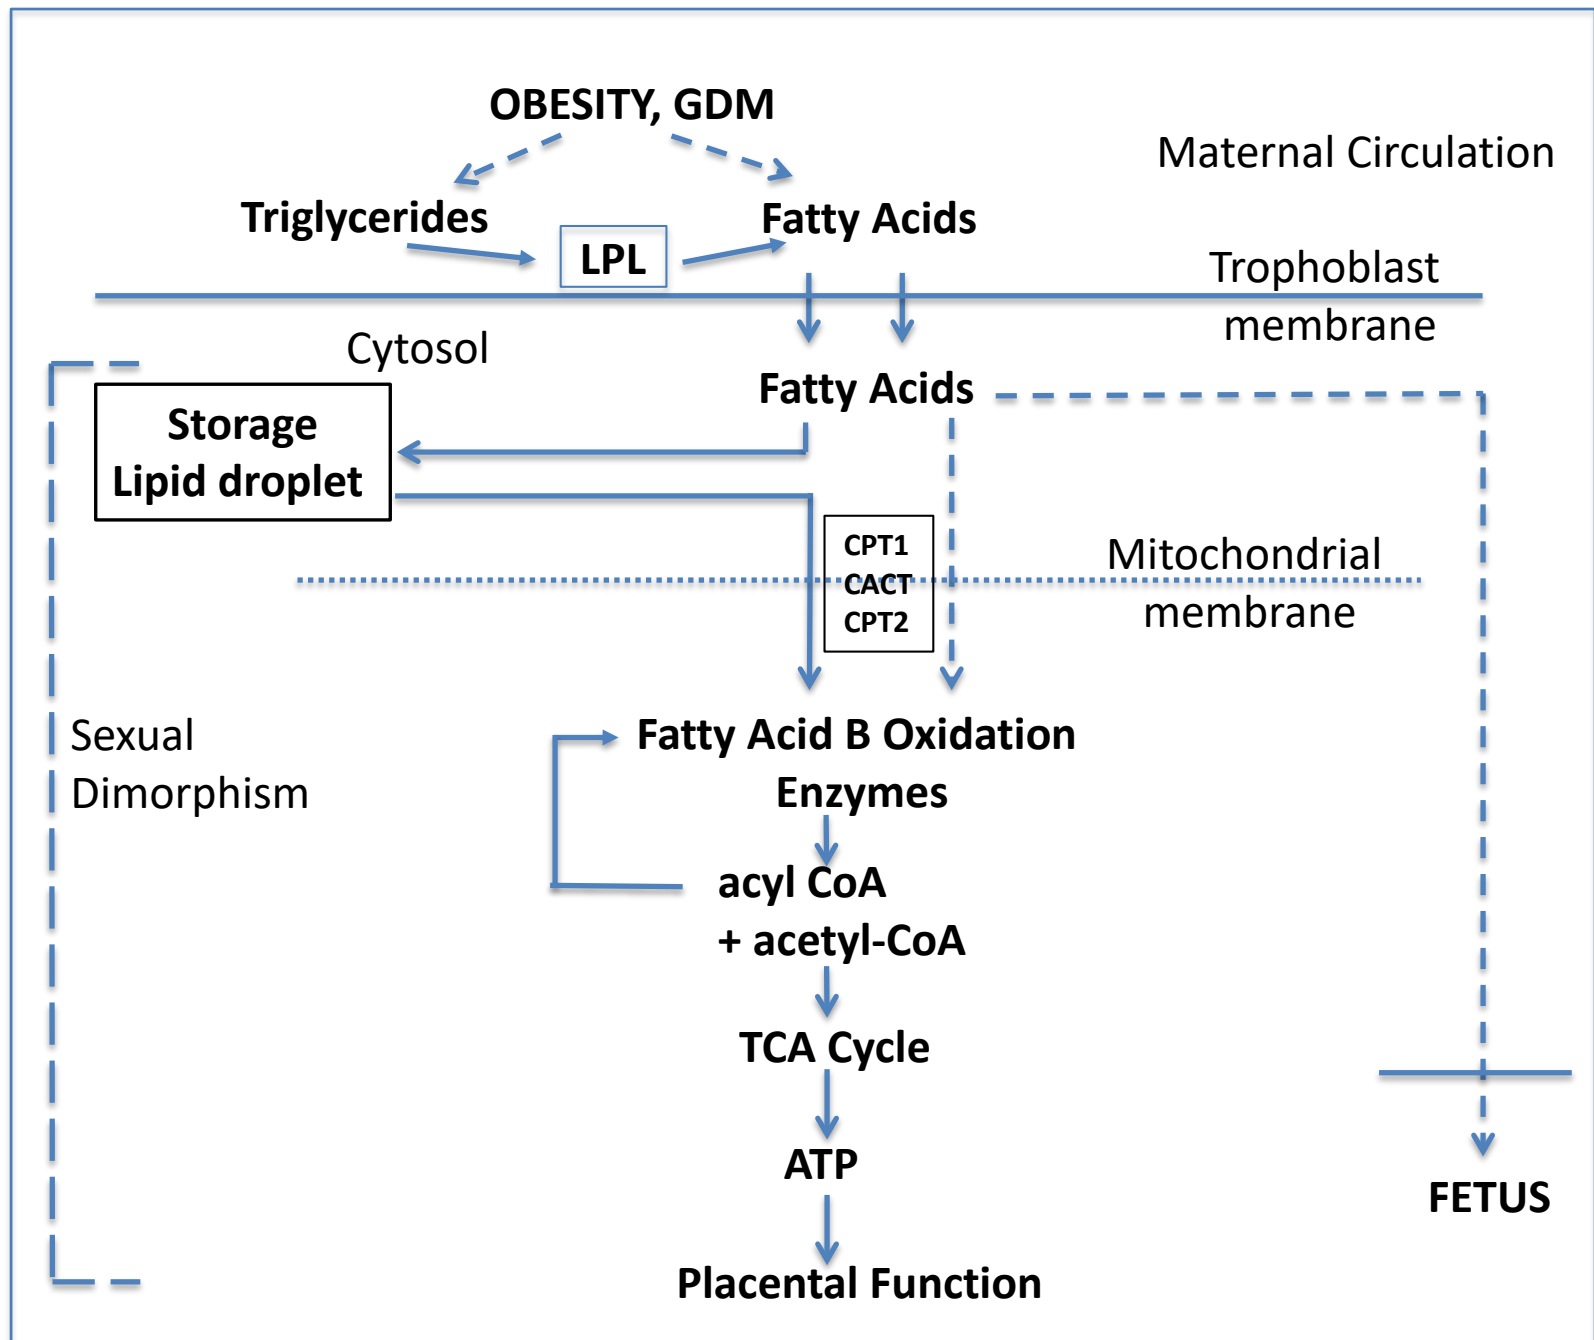 OBESITY, GDM
Maternal Circulation
Triglycerides
Fatty Acids
LPL
Trophoblast
membrane
Cytosol
Fatty Acids
Storage
Lipid droplet
CPT1
CACT
CPT2
Mitochondrial
membrane
Sexual
Dimorphism
Fatty Acid B Oxidation
Enzymes
acyl CoA
+ acetyl-CoA
TCA Cycle
ATP
FETUS
Placental Function